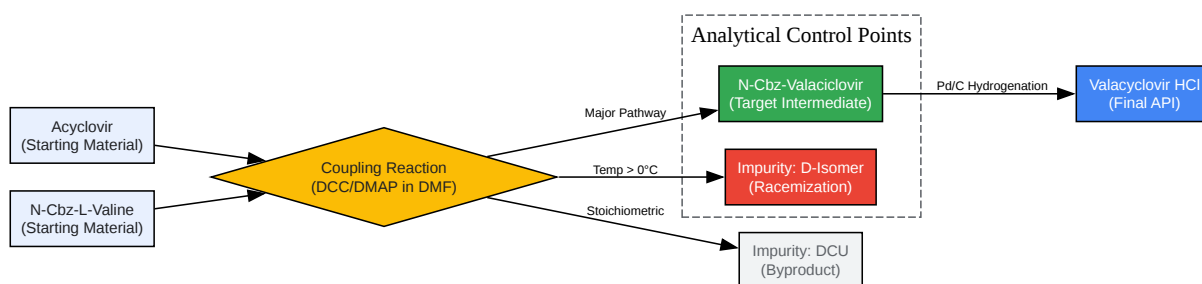 Analytical Control Points
Acyclovir
(Starting Material)
N-Cbz-L-Valine
(Starting Material)
Coupling Reaction
(DCC/DMAP in DMF)
Major Pathway
Temp > 0°C
Stoichiometric
N-Cbz-Valaciclovir
(Target Intermediate)
Impurity: D-Isomer
(Racemization)
Impurity: DCU
(Byproduct)
Pd/C Hydrogenation
Valacyclovir HCl
(Final API)